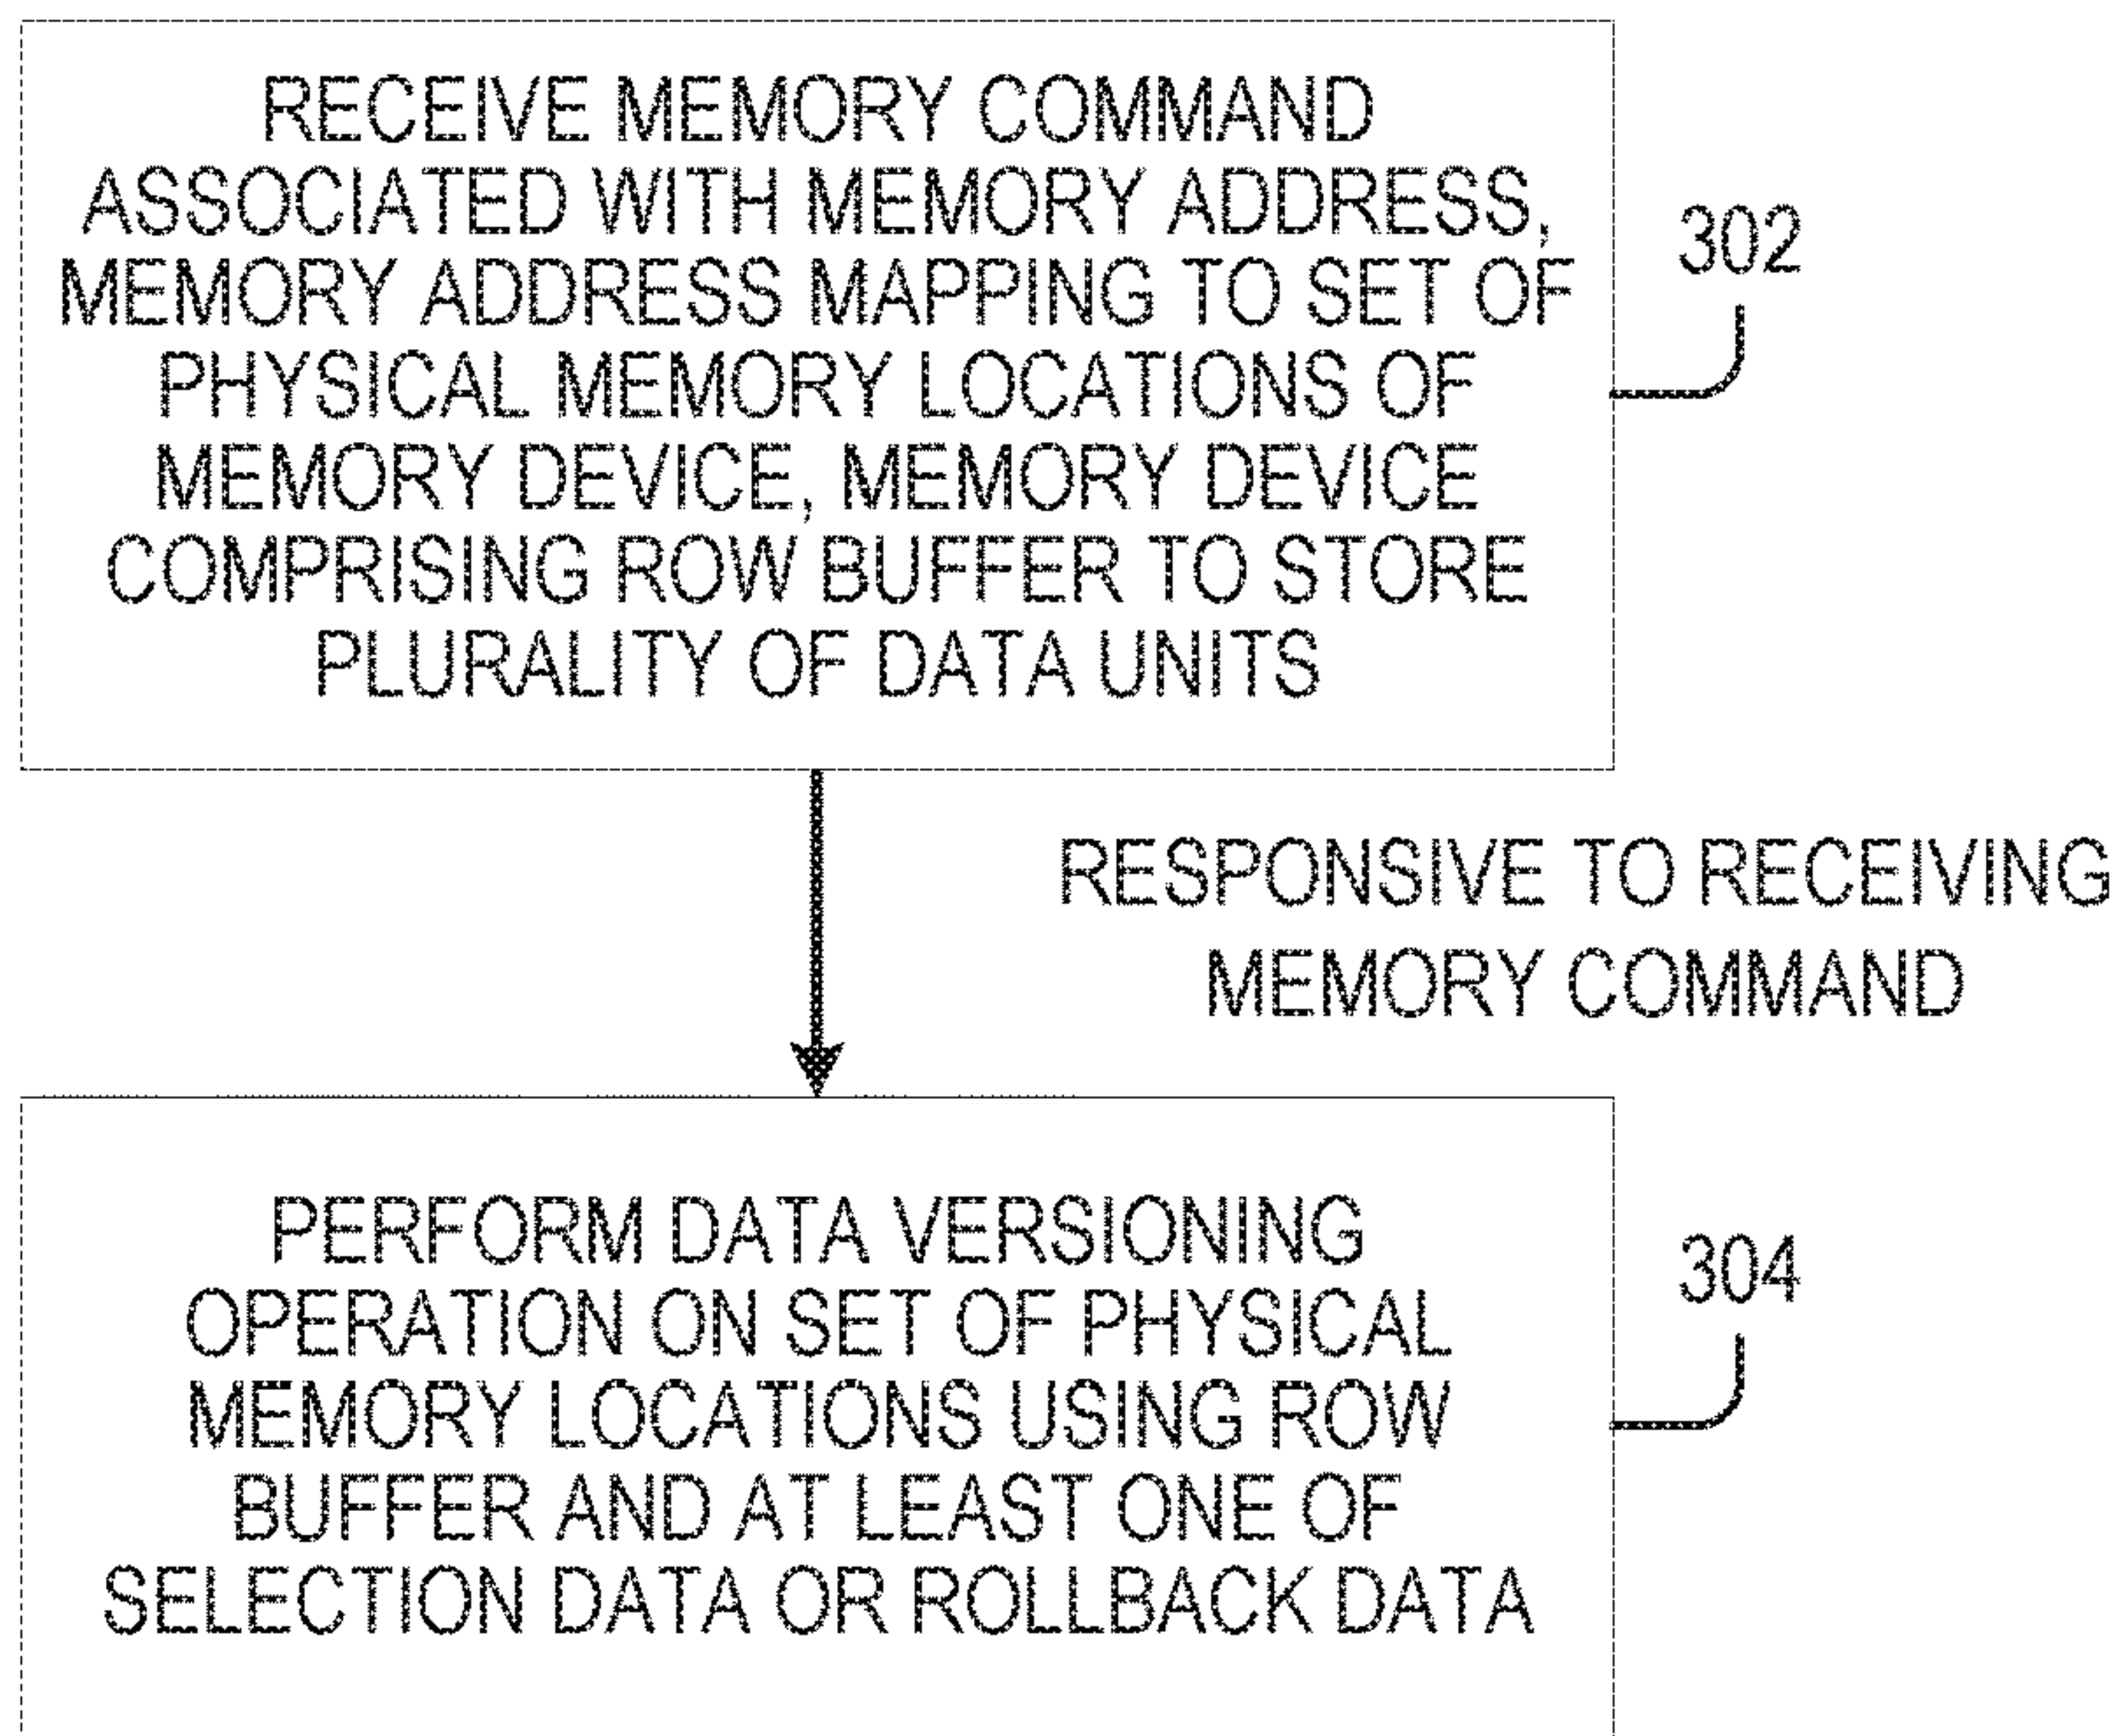 RECEIVE MEMORY COMMAND
ASSOCIATED WITH MEMORY ADDRESS,
MEMORY ADDRESS MAPPING TO SET OF
PHYSICAL MEMORY LOCATIONS OF
MEMORY DEVICE, MEMORY DEVICE
COMPRISING ROW BUFFER TO STORE
PLURALITY OF DATA UNITS
302
RESPONSIVE TO RECEIVING
MEMORY COMMAND
PERFORM DATA VERSIONING
OPERATION ON SET OF PHYSICAL
MEMORY LOCATIONS USING ROW
BUFFER AND AT LEAST ONE OF
SELECTION DATA OR ROLLBACK DATA
304